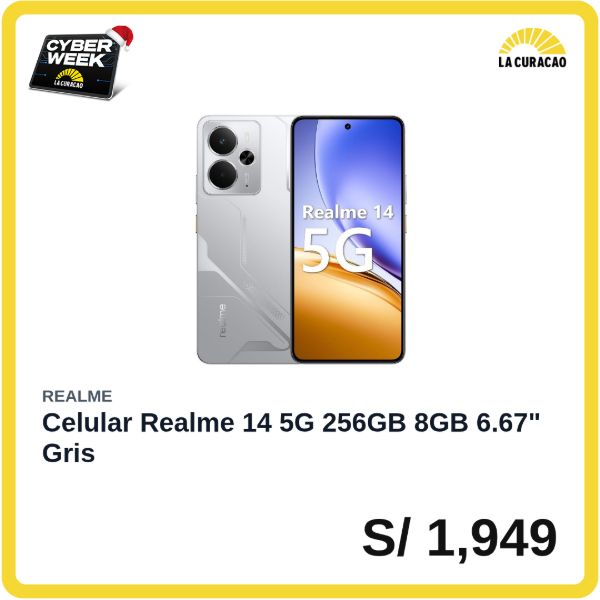 CYBER
WEEK
LA CURACAO
LA CURACAO
Realme 14
5G
realme
REALME
Celular Realme 14 5G 256GB 8GB 6.67"
Gris
S/ 1,949